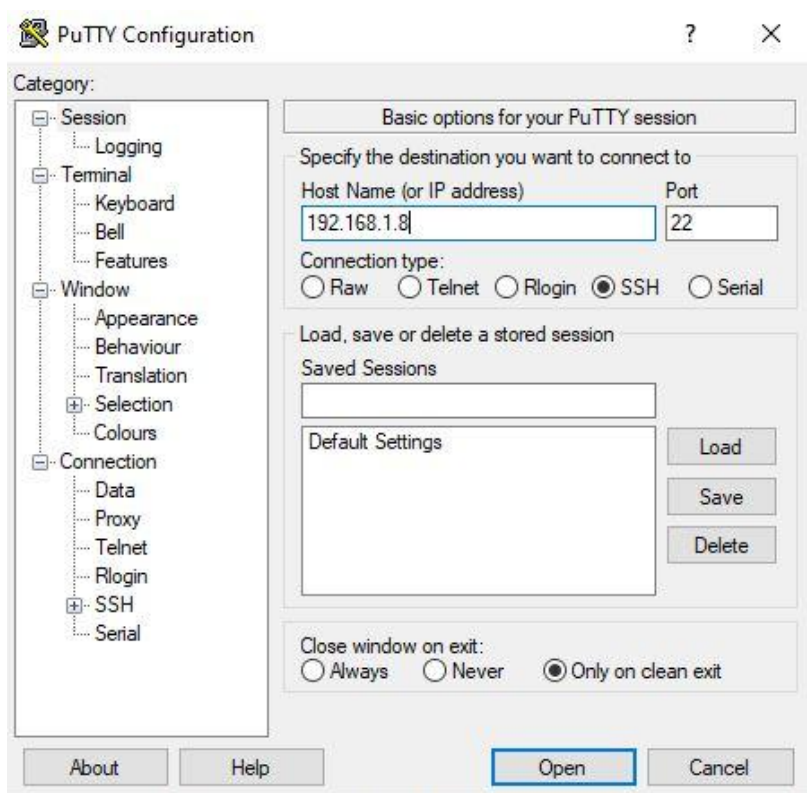 PuTTY Configuration
?
Category:
Session
Logging
Terminal
Keyboard
Bell
Features
Window
Appearance
Behaviour
Translation
Selection
Colours
Connection
Data
Proxy
Telnet
Rlogin
SSH
Serial
Basic options for your PuTTY session
Specify the destination you want to connect to
Host Name (or IP address) Port
192.168.1.8 22
Connection type:
Raw Telnet Rlogin SSH Serial
Load, save or delete a stored session
Saved Sessions
Default Settings
Load
Save
Delete
Close window on exit:
Always Never Only on clean exit
About Help Open Cancel